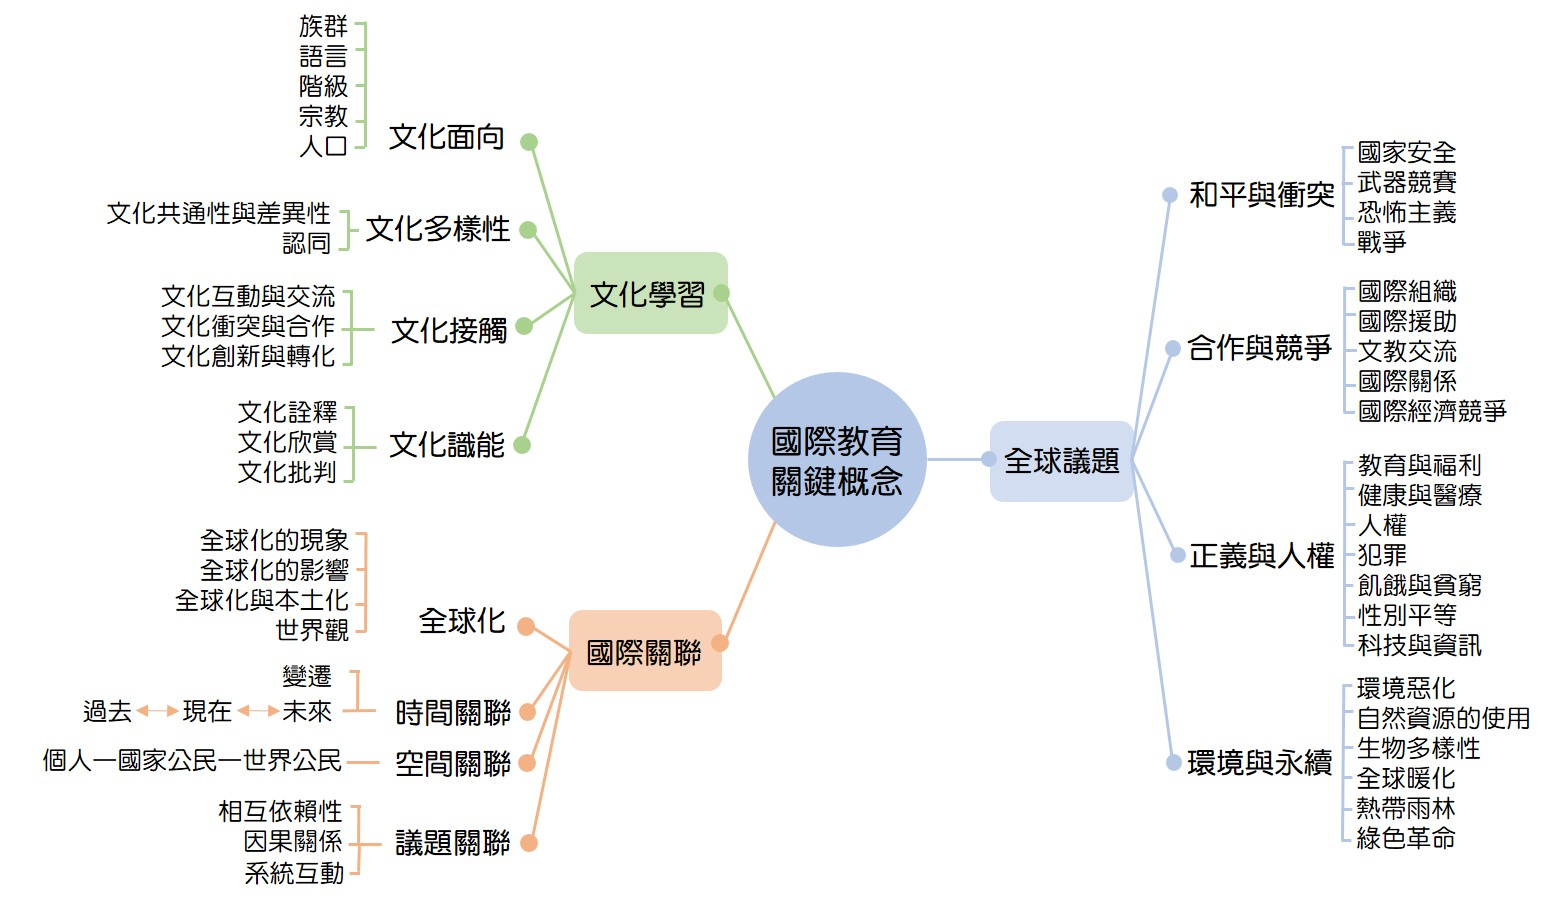 國際教育
關鍵概念
文化學習
文化面向
族群
語言
階級
宗教
人口
文化多樣性
文化共通性與差異性
認同
文化接觸
文化互動與交流
文化衝突與合作
文化創新與轉化
文化識能
文化詮釋
文化欣賞
文化批判
國際關聯
全球化
全球化的現象
全球化的影響
全球化與本土化
世界觀
時間關聯
變遷
過去 現在 未來
空間關聯
個人—國家公民—世界公民
議題關聯
相互依賴性
因果關係
系統互動
全球議題
和平與衝突
國家安全
武器競賽
恐怖主義
戰爭
合作與競爭
國際組織
國際援助
文教交流
國際關係
國際經濟競爭
正義與人權
教育與福利
健康與醫療
人權
犯罪
飢餓與貧窮
性別平等
科技與資訊
環境與永續
環境惡化
自然資源的使用
生物多樣性
全球暖化
熱帶雨林
綠色革命